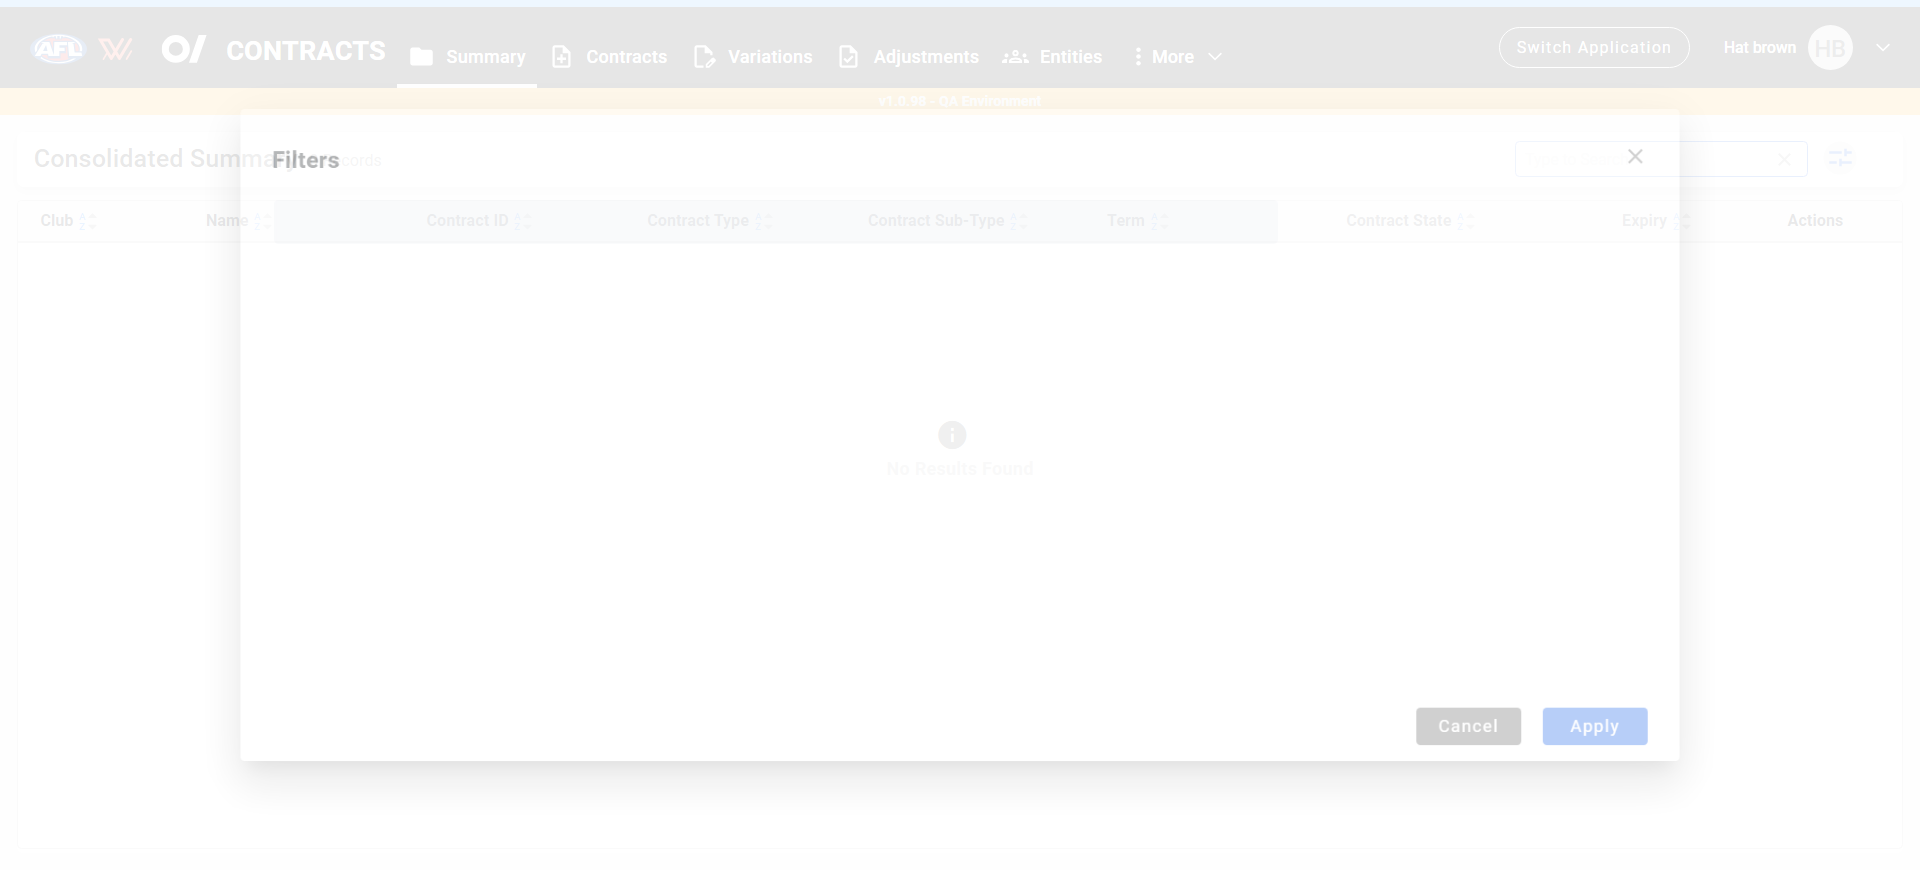 AFL W O/ CONTRACTS Summary Contracts Variations Adjustments Entities More Switch Application Hat brown HB
v1.0.98 - QA Environment
Consolidated Summa
Filters
cords
Club Name Contract ID Contract Type Contract Sub-Type Term Contract State Expiry Actions
No Results Found
Cancel Apply